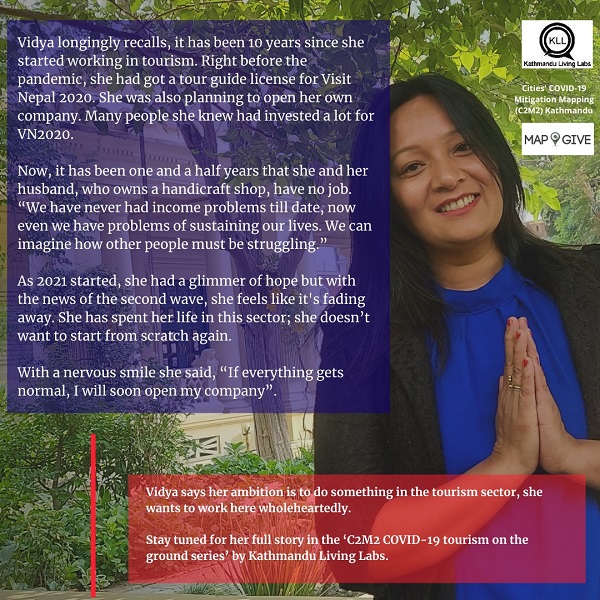 Vidya longingly recalls, it has been 10 years since she
started working in tourism. Right before the
pandemic, she had got a tour guide license for Visit
Nepal 2020. She was also planning to open her own
company. Many people she knew had invested a lot for
VN2020.
Now, it has been one and a half years that she and her
husband, who owns a handicraft shop, have no job.
“We have never had income problems till date, now
even we have problems of sustaining our lives. We can
imagine how other people must be struggling.”
As 2021 started, she had a glimmer of hope but with
the news of the second wave, she feels like it's fading
away. She has spent her life in this sector; she doesn’t
want to start from scratch again.
With a nervous smile she said, “If everything gets
normal, I will soon open my company”.
KLL
Kathmandu Living Labs
Cities' COVID-19
Mitigation Mapping
(C2M2) Kathmandu
MAP GIVE
Vidya says her ambition is to do something in the tourism sector, she
wants to work here wholeheartedly.
Stay tuned for her full story in the ‘C2M2 COVID-19 tourism on the
ground series’ by Kathmandu Living Labs.